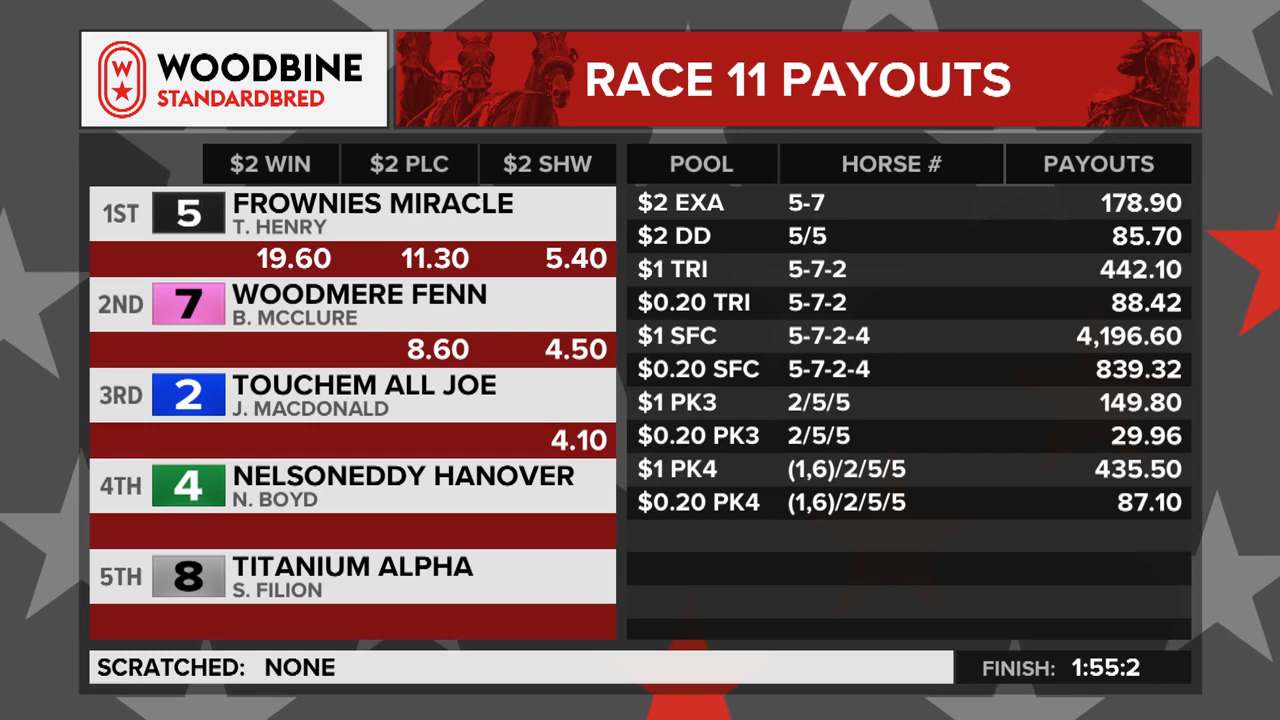 W
WOODBINE
STANDARDBRED
RACE 11 PAYOUTS
$2 WIN $2 PLC $2 SHW
1ST 5 FROWNIES MIRACLE
T. HENRY
19.60 11.30 5.40
2ND 7 WOODMERE FENN
B. MCCLURE
8.60 4.50
3RD 2 TOUCHEM ALL JOE
J. MACDONALD
4.10
4TH 4 NELSONEDDY HANOVER
N. BOYD
5TH 8 TITANIUM ALPHA
S. FILION
POOL HORSE # PAYOUTS
$2 EXA 5-7 178.90
$2 DD 5/5 85.70
$1 TRI 5-7-2 442.10
$0.20 TRI 5-7-2 88.42
$1 SFC 5-7-2-4 4,196.60
$0.20 SFC 5-7-2-4 839.32
$1 PK3 2/5/5 149.80
$0.20 PK3 2/5/5 29.96
$1 PK4 (1,6)/2/5/5 435.50
$0.20 PK4 (1,6)/2/5/5 87.10
SCRATCHED: NONE
FINISH: 1:55:2